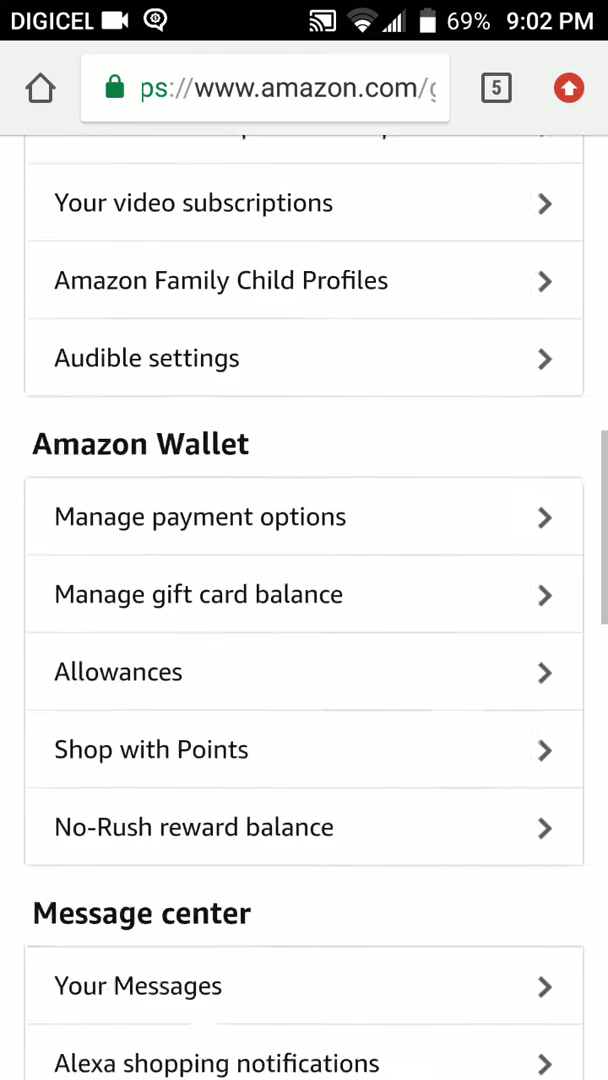 DIGICEL 69% 9:02 PM
ps://www.amazon.com/g 5
Your video subscriptions
Amazon Family Child Profiles
Audible settings
Amazon Wallet
Manage payment options
Manage gift card balance
Allowances
Shop with Points
No-Rush reward balance
Message center
Your Messages
Alexa shopping notifications